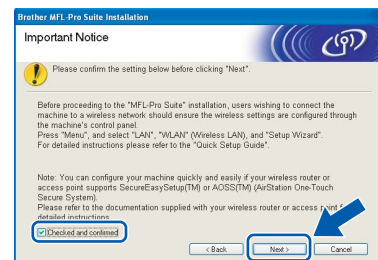 Brother MFL-Pro Suite Installation
Important Notice
Please confirm the setting below before clicking "Next".
Before proceeding to the "MFL-Pro Suite" installation, users wishing to connect the
machine to a wireless network should ensure the wireless settings are configured through
the machine's control panel.
Press "Menu", and select "LAN", "WLAN" (Wireless LAN), and "Setup Wizard".
For detailed instructions please refer to the "Quick Setup Guide".
Note: You can configure your machine quickly and easily if your wireless router or
access point supports SecureEasySetup(TM) or AOSS(TM) (AirStation One-Touch
Secure System).
Please refer to the documentation supplied with your wireless router or access point
detailed instructions.
Checked and confirmed
< Back
Next >
Cancel